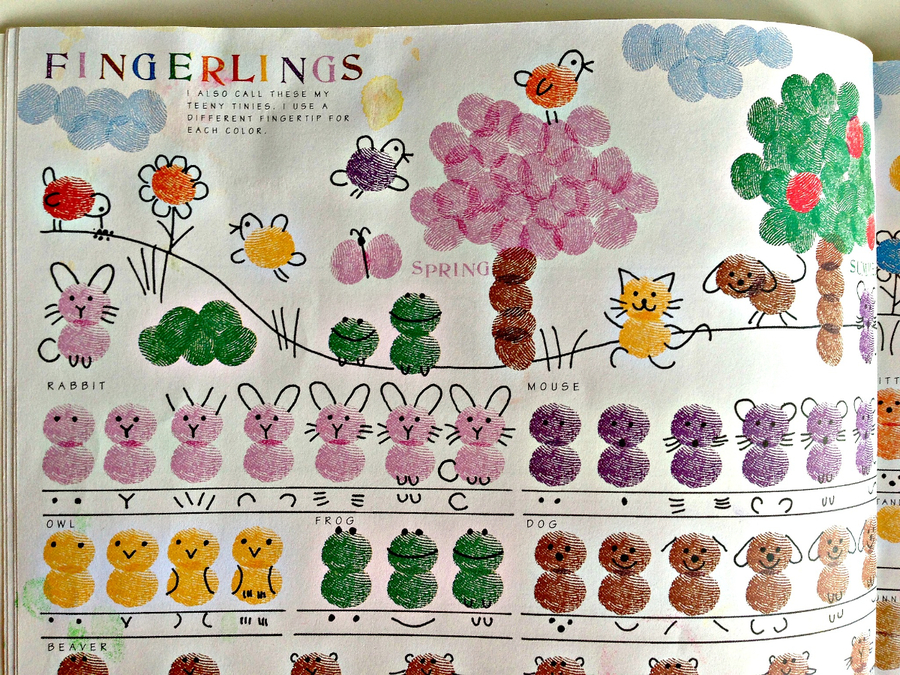 FINGERLINGS
I ALSO CALL THESE MY
TEENY TINIES. I USE A
DIFFERENT FINGERTIP FOR
EACH COLOR.
SPRING
RABBIT
MOUSE
OWL
FROG
DOG
BEAVER